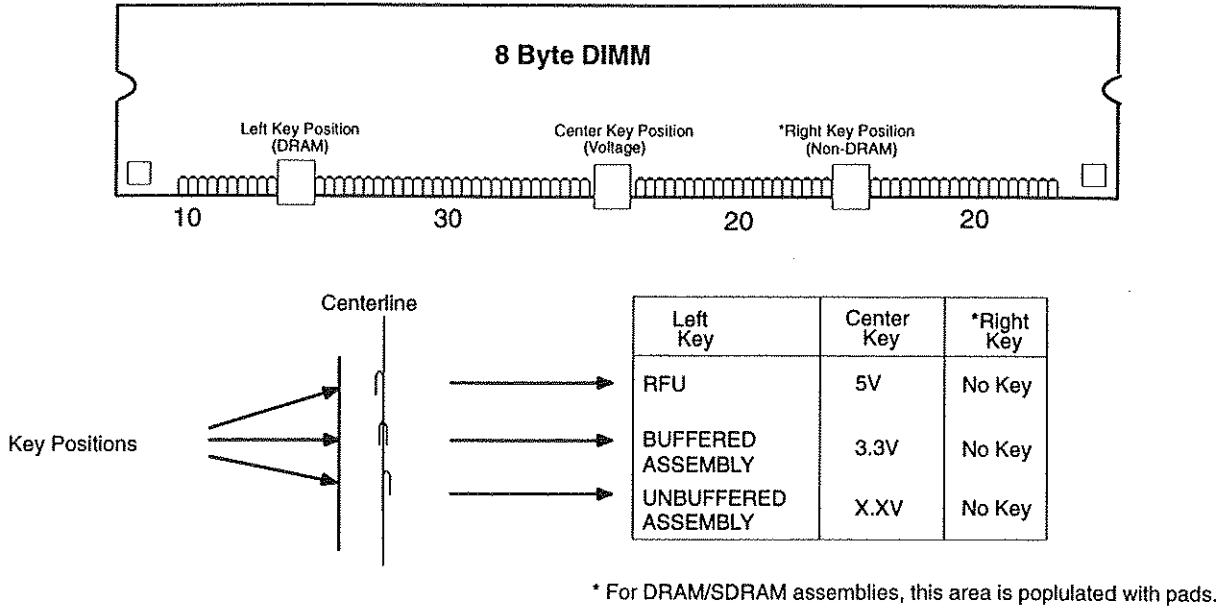 8 Byte DIMM
Left Key Position
(DRAM)
Center Key Position
(Voltage)
*Right Key Position
(Non-DRAM)
10
30
20
20
Centerline
Key Positions
Left
Key
Center
Key
*Right
Key
RFU
5V
No Key
BUFFERED
ASSEMBLY
3.3V
No Key
UNBUFFERED
ASSEMBLY
X.XV
No Key
* For DRAM/SDRAM assemblies, this area is poplulated with pads.